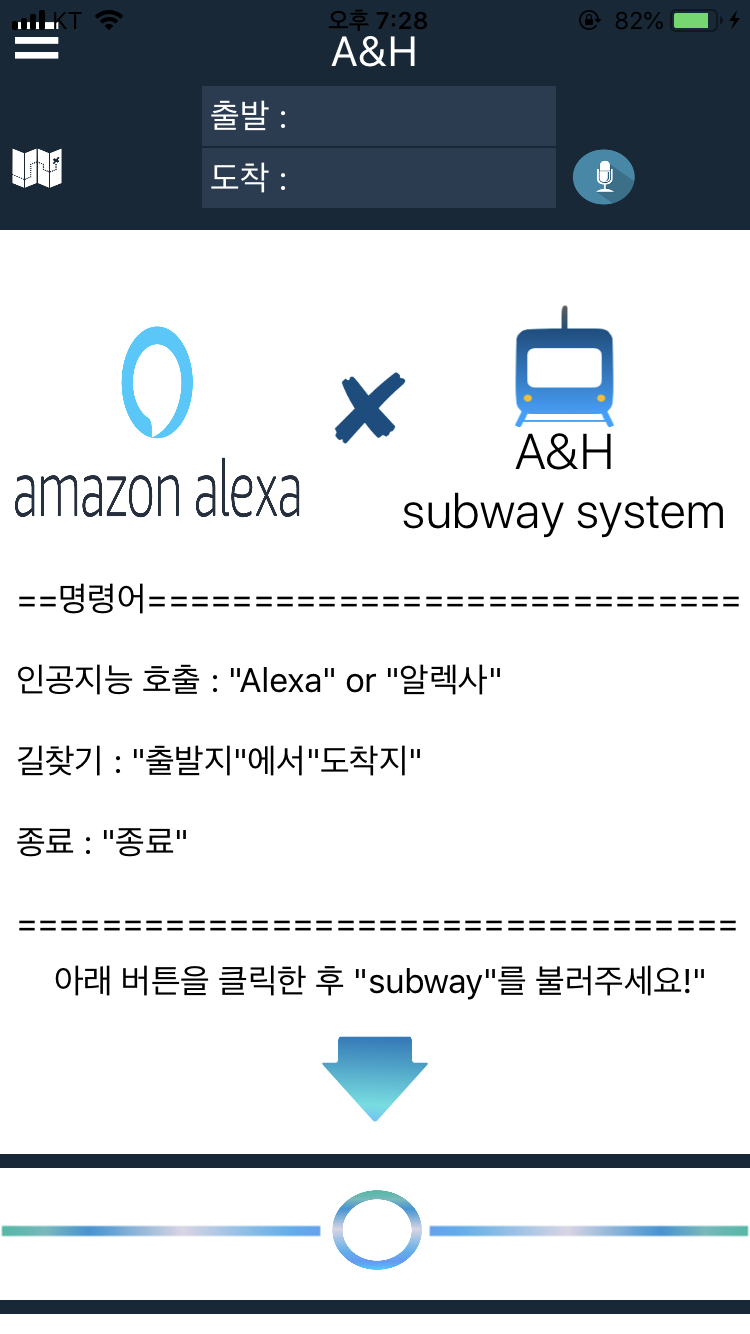 KT 오후 7:28 82%
A&H
출발 :
도착 :
amazon alexa
A&H
subway system
==명령어============================
인공지능 호출 : "Alexa" or "알렉사"
길찾기 : "출발지"에서"도착지"
종료 : "종료"
==================================
아래 버튼을 클릭한 후 "subway"를 불러주세요!"